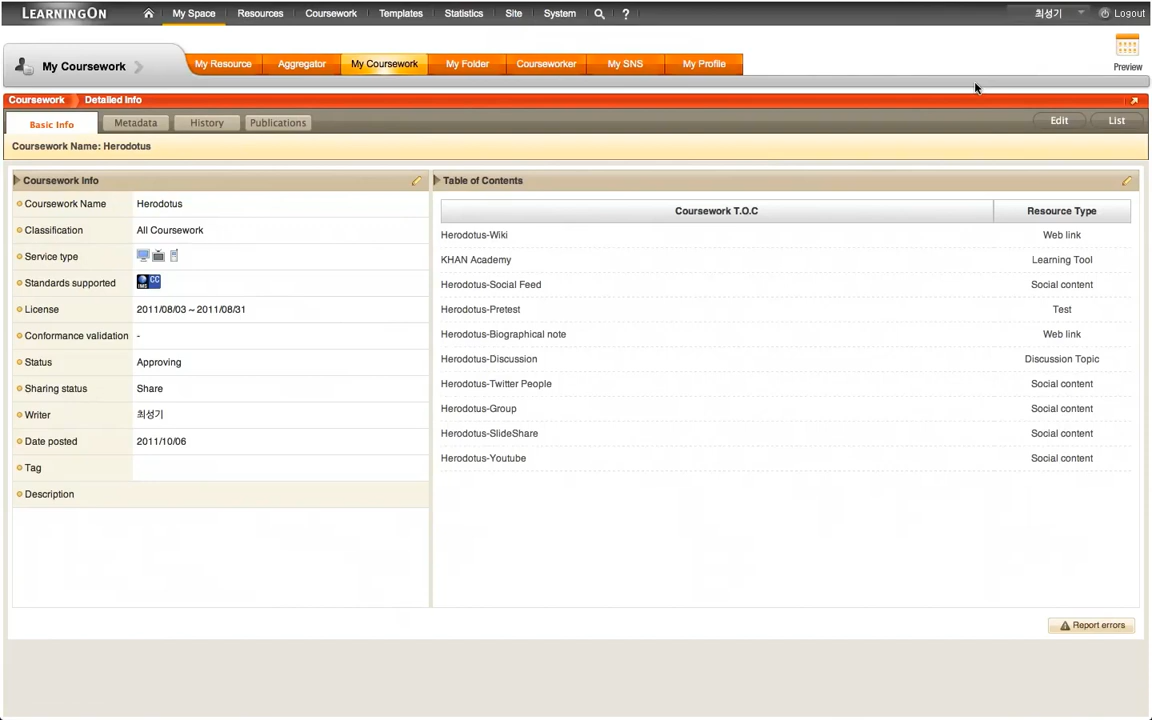 LEARNINGON My Space Resources Coursework Templates Statistics Site System ? 최성기 Logout
My Coursework My Resource Aggregator My Coursework My Folder Courseworker My SNS My Profile Preview
Coursework Detailed Info
Basic Info Metadata History Publications Edit List
Coursework Name: Herodotus
Coursework Info
Coursework Name Herodotus
Classification All Coursework
Service type
Standards supported IMS CC
License 2011/08/03 ~ 2011/08/31
Conformance validation -
Status Approving
Sharing status Share
Writer 최성기
Date posted 2011/10/06
Tag
Description
Table of Contents
Coursework T.O.C Resource Type
Herodotus-Wiki Web link
KHAN Academy Learning Tool
Herodotus-Social Feed Social content
Herodotus-Pretest Test
Herodotus-Biographical note Web link
Herodotus-Discussion Discussion Topic
Herodotus-Twitter People Social content
Herodotus-Group Social content
Herodotus-SlideShare Social content
Herodotus-Youtube Social content
Report errors